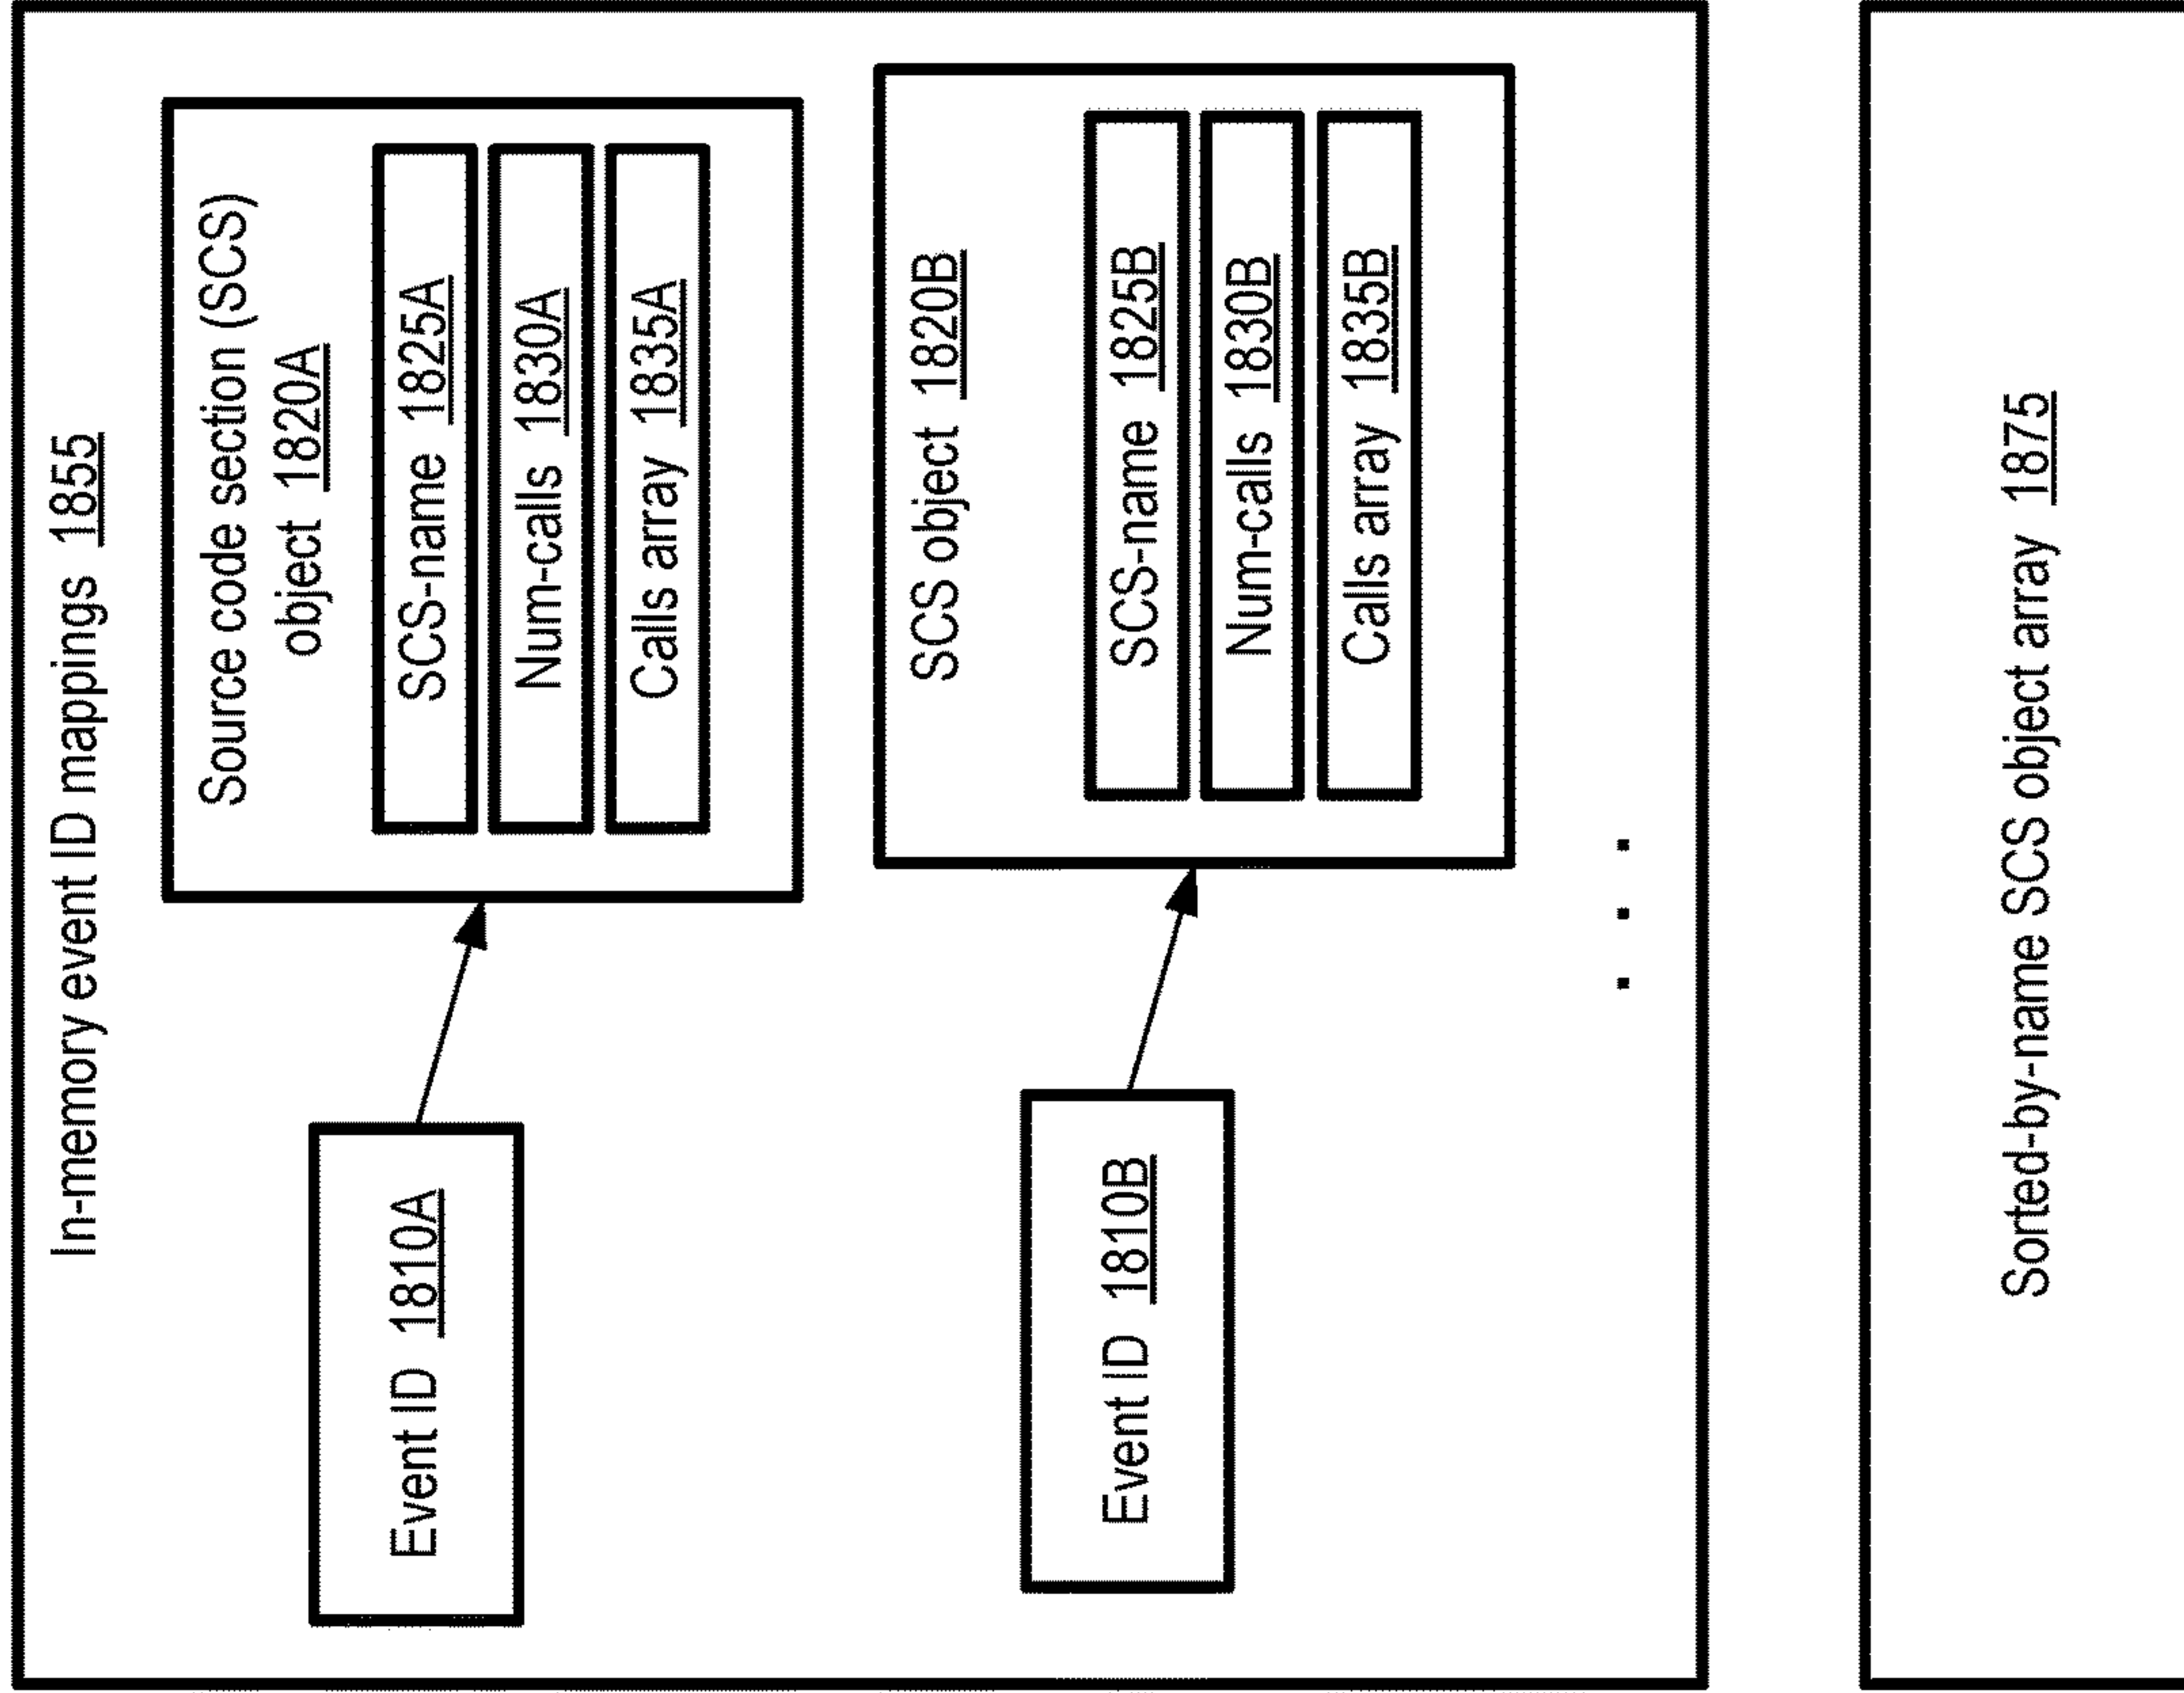 In-memory event ID mappings 1855
Source code section (SCS)
object 1820A
SCS-name 1825A
Num-calls 1830A
Calls array 1835A
Event ID 1810A
SCS object 1820B
SCS-name 1825B
Num-calls 1830B
Calls array 1835B
Event ID 1810B
. . .
Sorted-by-name SCS object array 1875